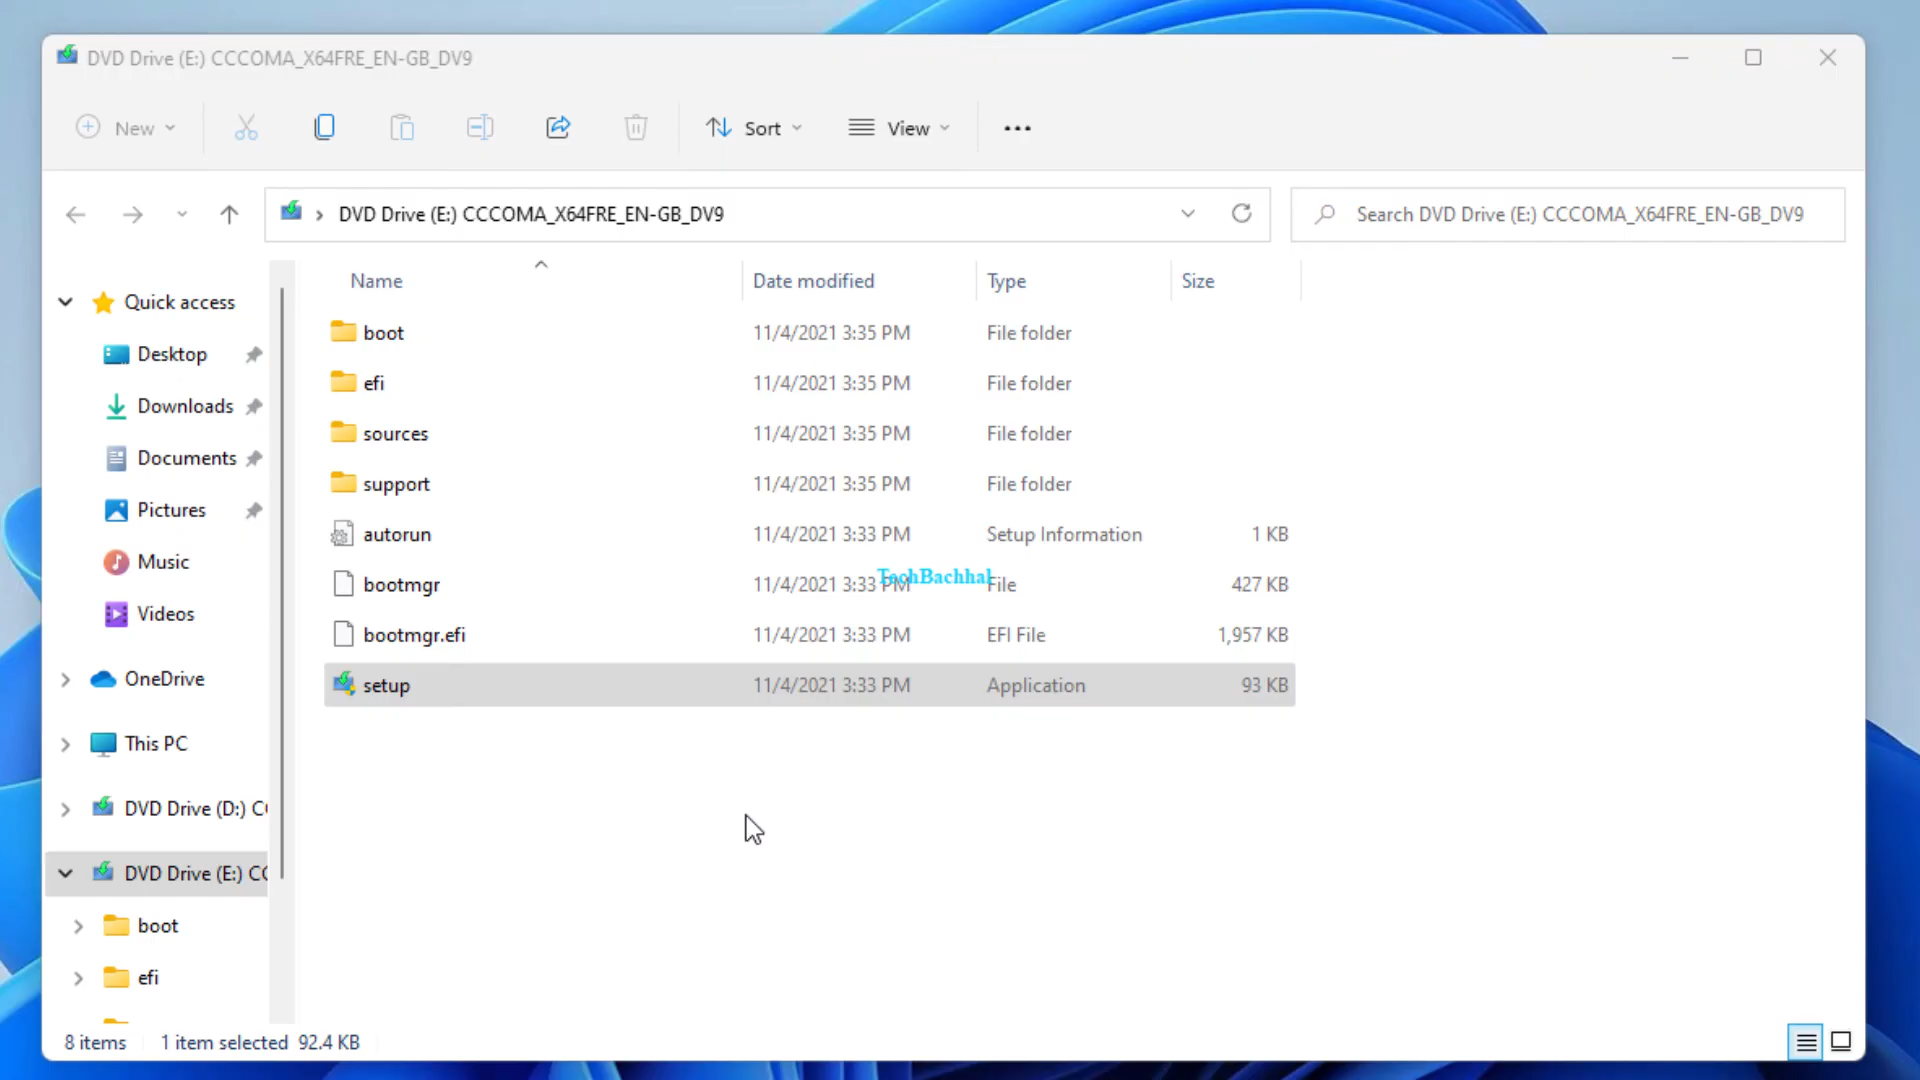 DVD Drive (E:) CCCOMA_X64FRE_EN-GB_DV9
New
Sort
View
DVD Drive (E:) CCCOMA_X64FRE_EN-GB_DV9
Search DVD Drive (E:) CCCOMA_X64FRE_EN-GB_DV9
Name Date modified Type Size
Quick access
Desktop
Downloads
Documents
Pictures
Music
Videos
OneDrive
This PC
DVD Drive (D:) C
DVD Drive (E:) CC
boot
efi
boot 11/4/2021 3:35 PM File folder
efi 11/4/2021 3:35 PM File folder
sources 11/4/2021 3:35 PM File folder
support 11/4/2021 3:35 PM File folder
autorun 11/4/2021 3:33 PM Setup Information 1 KB
bootmgr 11/4/2021 3:33 PM File 427 KB
TechBachhal
bootmgr.efi 11/4/2021 3:33 PM EFI File 1,957 KB
setup 11/4/2021 3:33 PM Application 93 KB
8 items 1 item selected 92.4 KB